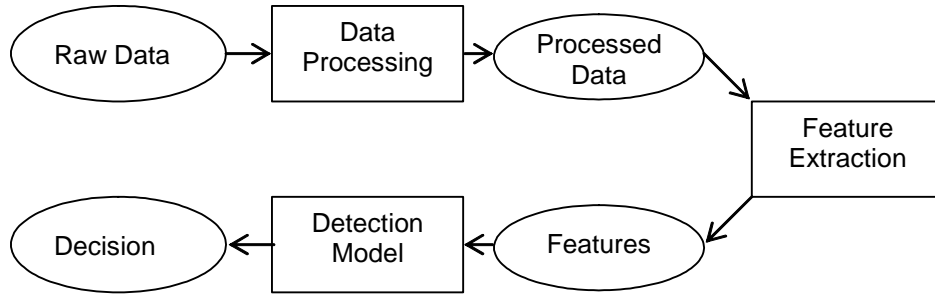 Raw Data
Data
Processing
Processed
Data
Feature
Extraction
Features
Detection
Model
Decision